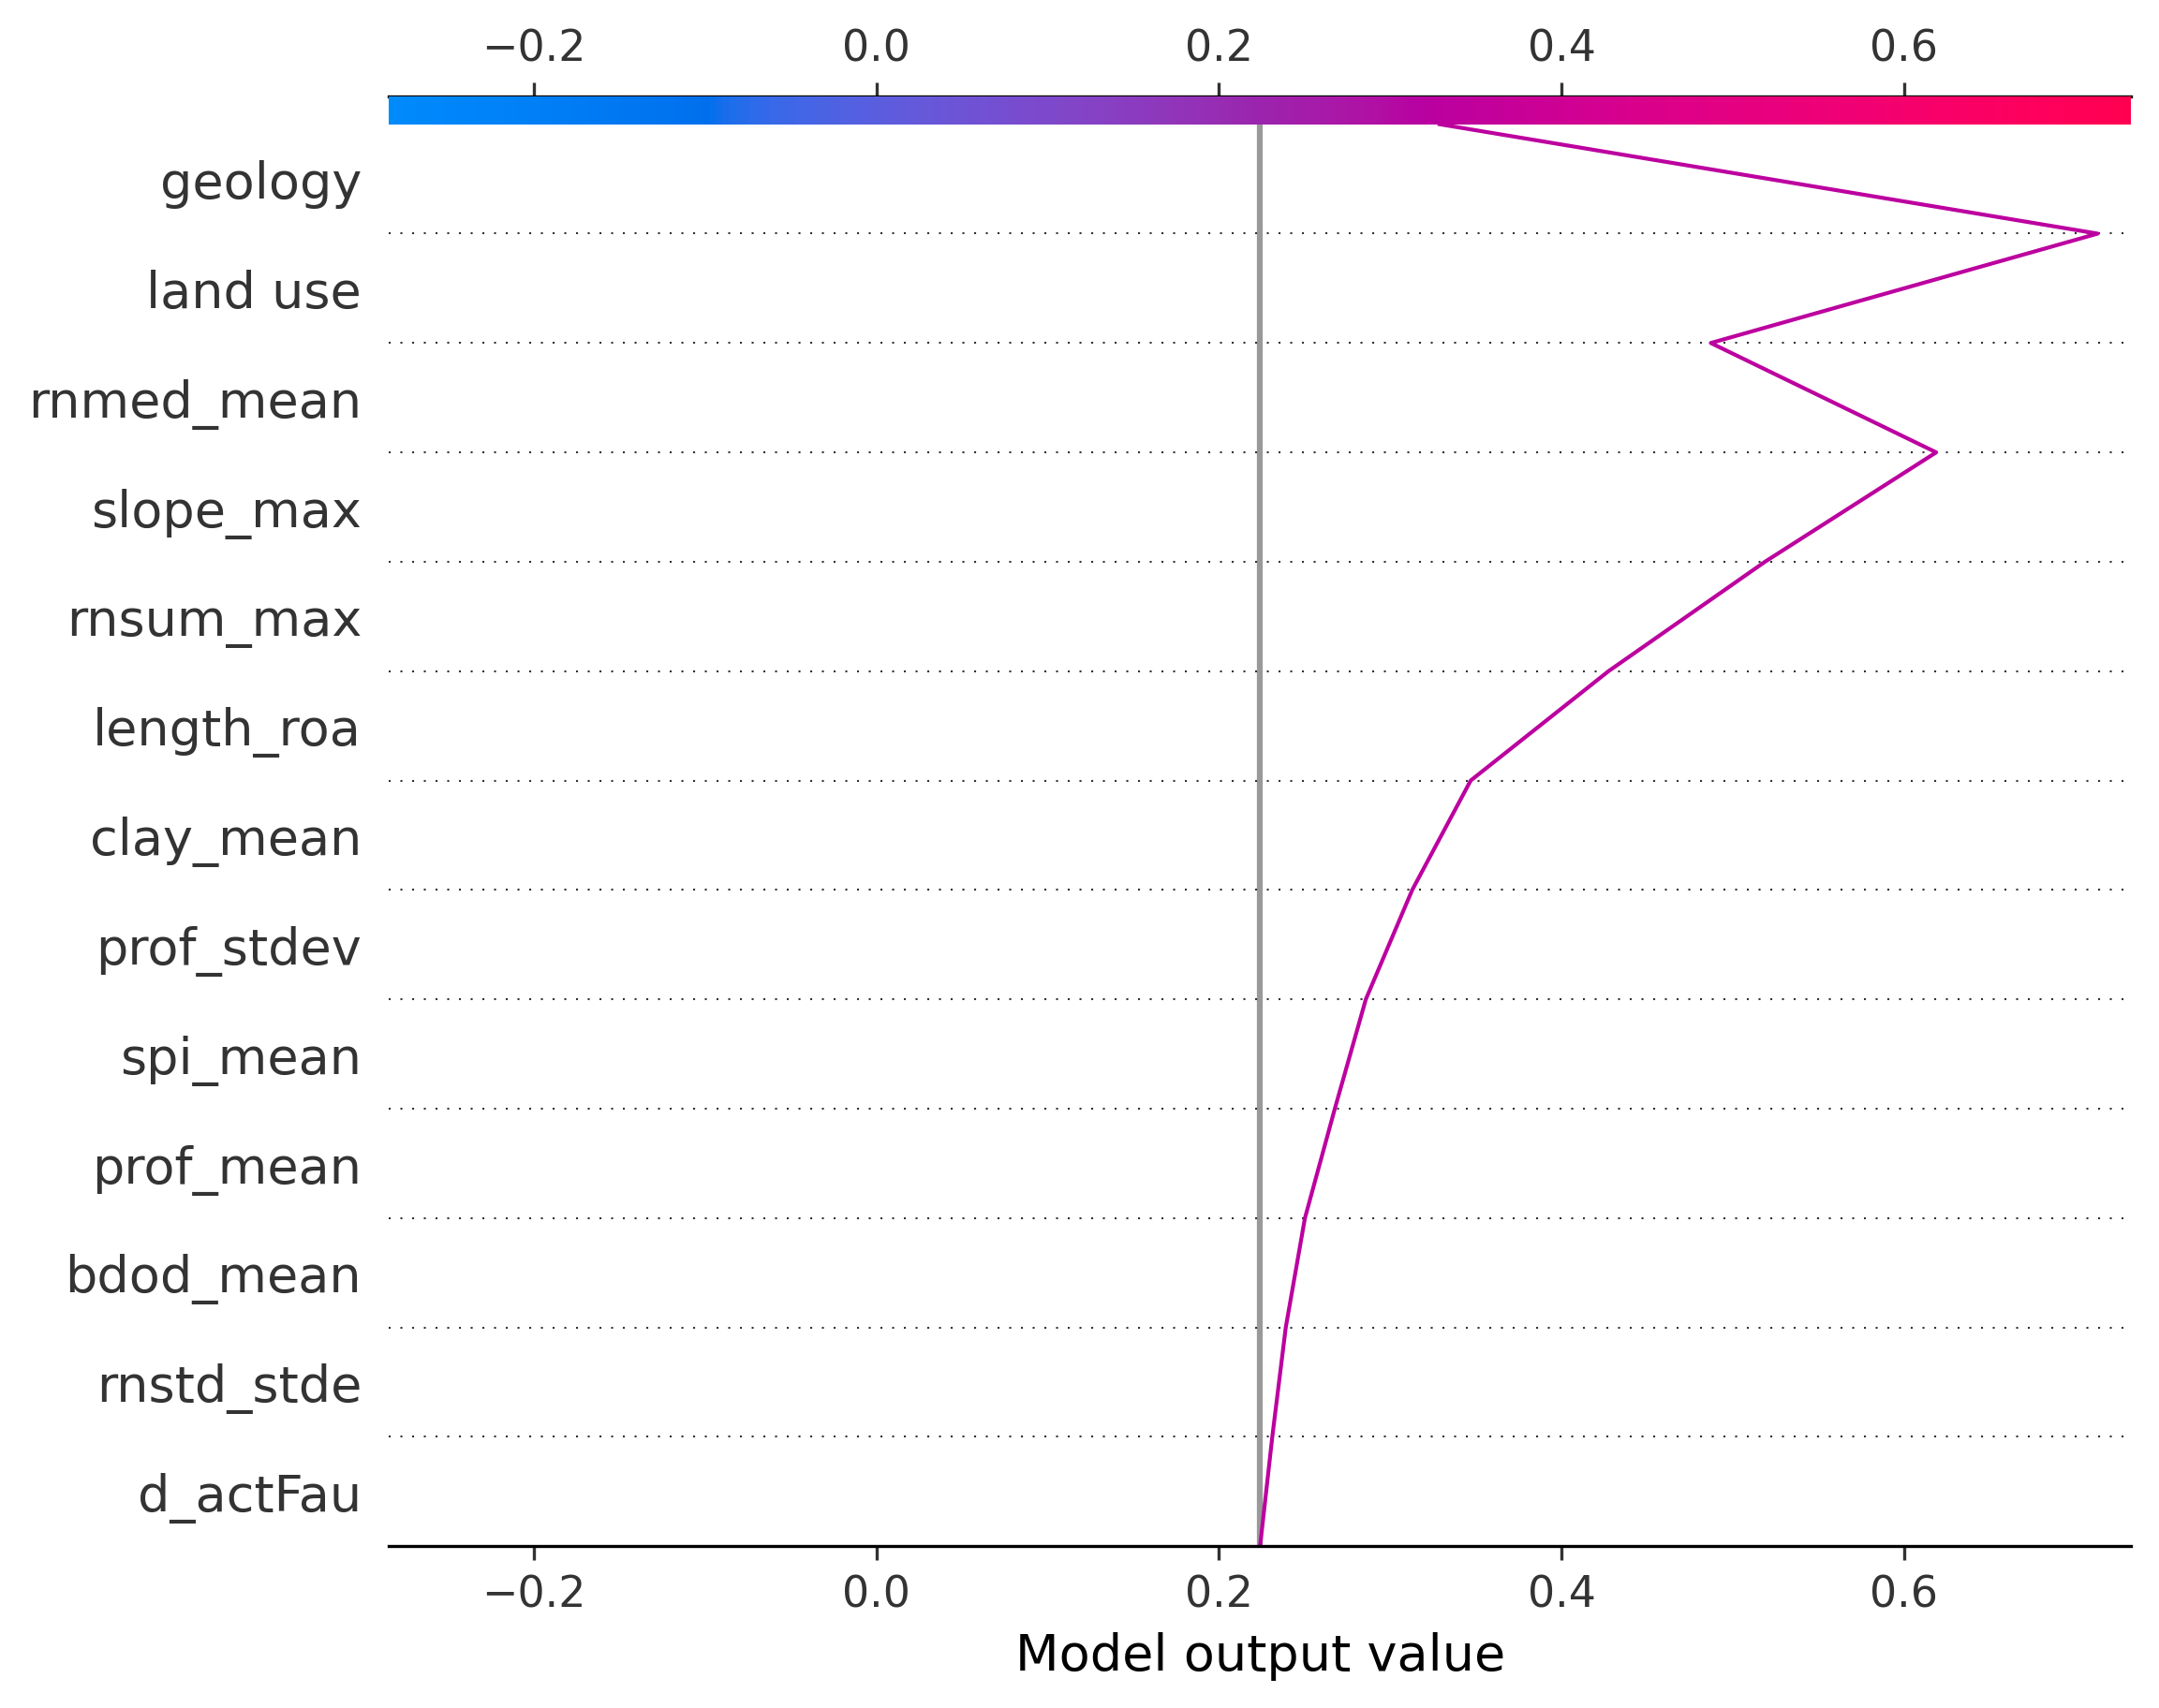 −0.2 0.0 0.2 0.4 0.6
geology
land use
rnmed_mean
slope_max
rnsum_max
length_roa
clay_mean
prof_stdev
spi_mean
prof_mean
bdod_mean
rnstd_stde
d_actFau
−0.2 0.0 0.2 0.4 0.6
Model output value